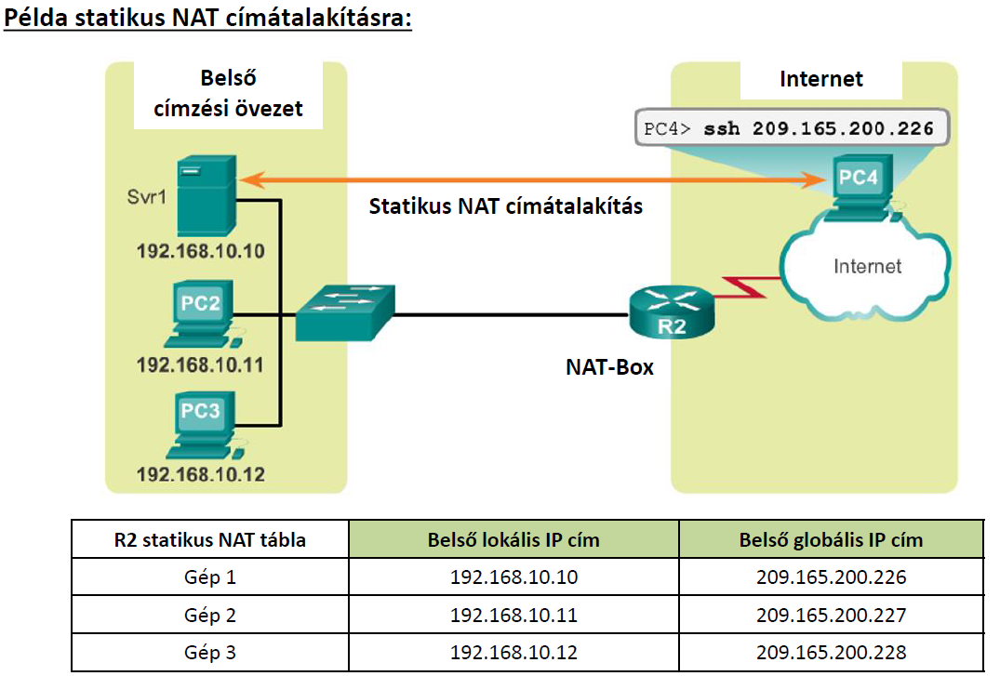 Példa statikus NAT címátalakításra:
Belső
címzési övezet
Internet
PC4> ssh 209.165.200.226
PC4
Svr1
Statikus NAT címátalakítás
192.168.10.10
Internet
PC2
R2
192.168.10.11
NAT-Box
PC3
192.168.10.12
R2 statikus NAT tábla Belső lokális IP cím Belső globális IP cím
Gép 1 192.168.10.10 209.165.200.226
Gép 2 192.168.10.11 209.165.200.227
Gép 3 192.168.10.12 209.165.200.228